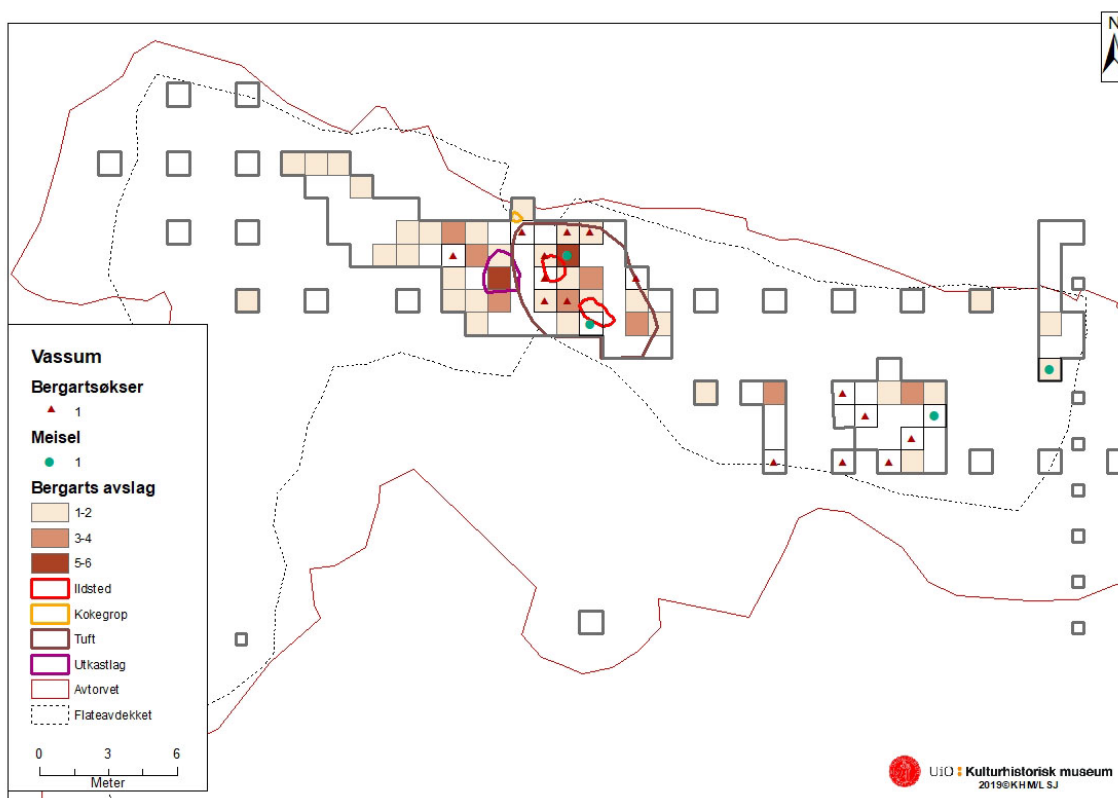 N
Vassum
Bergartsøkser
1
Meisel
1
Bergarts avslag
1-2
3-4
5-6
Ildsted
Kokegrop
Tuft
Utkastlag
Avtorvet
Flateavdekket
0 3 6
Meter
UiO : Kulturhistorisk museum
2019©KHM/LSJ